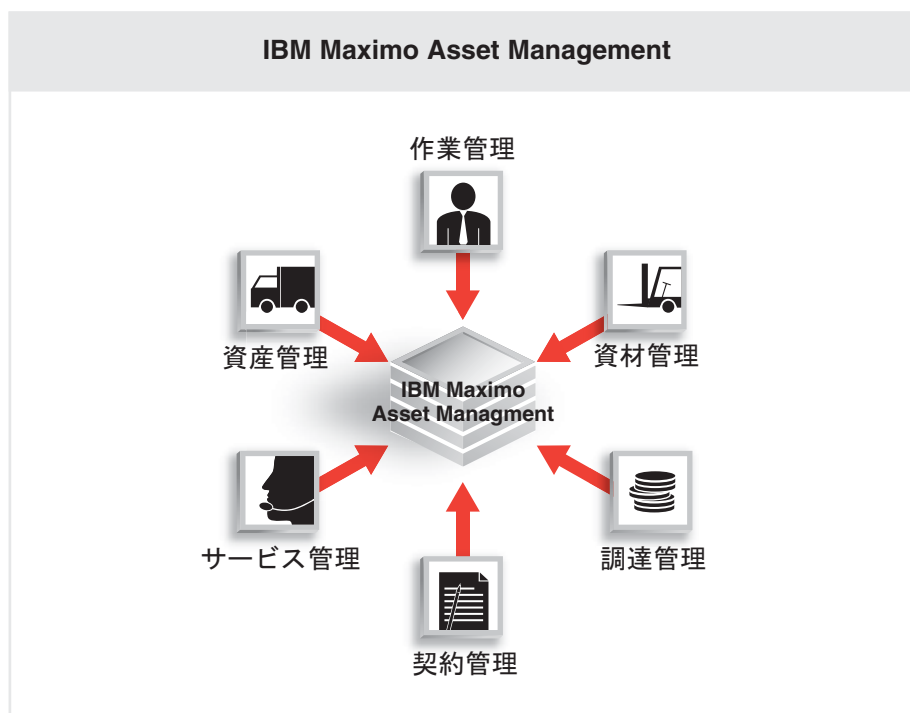 IBM Maximo Asset Management
作業管理
資産管理
資材管理
IBM Maximo
Asset Managment
サービス管理
調達管理
契約管理